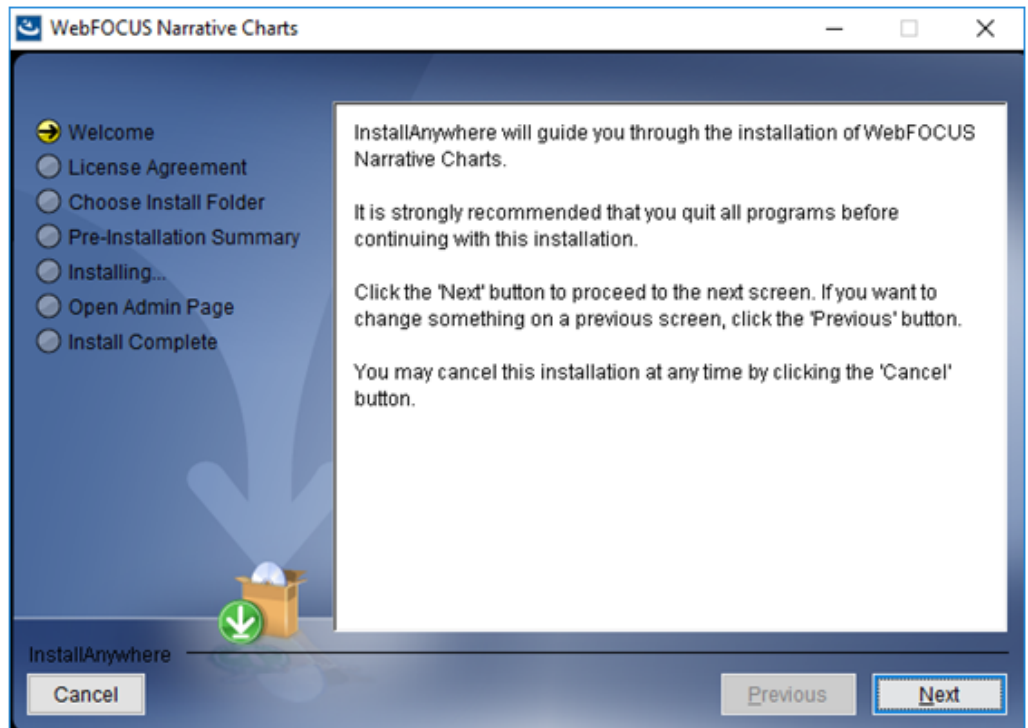 WebFOCUS Narrative Charts
Welcome
License Agreement
Choose Install Folder
Pre-Installation Summary
Installing...
Open Admin Page
Install Complete
InstallAnywhere will guide you through the installation of WebFOCUS
Narrative Charts.
It is strongly recommended that you quit all programs before
continuing with this installation.
Click the 'Next' button to proceed to the next screen. If you want to
change something on a previous screen, click the 'Previous' button.
You may cancel this installation at any time by clicking the 'Cancel'
button.
InstallAnywhere
Cancel
Previous
Next